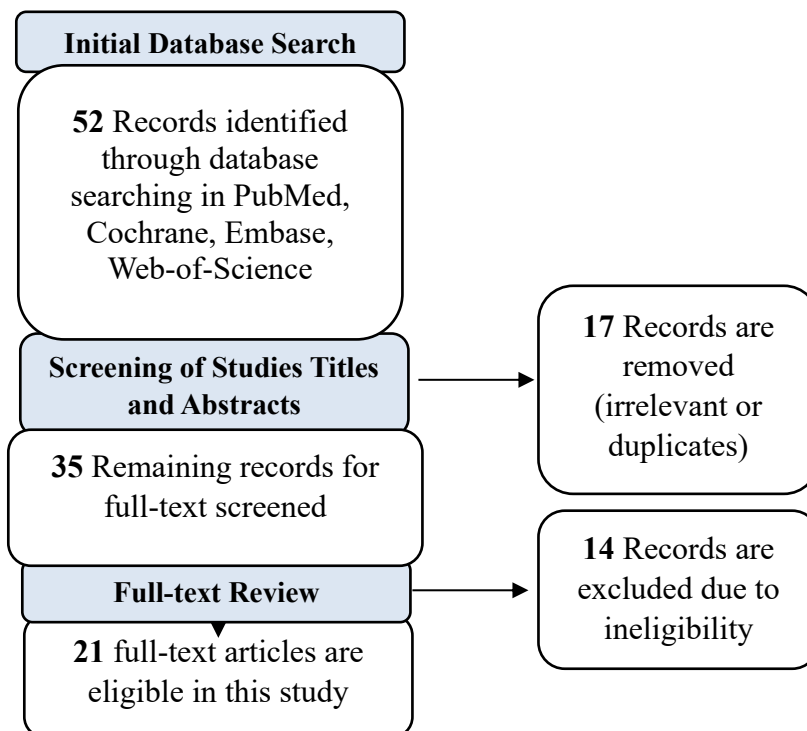 Initial Database Search
52 Records identified
through database
searching in PubMed,
Cochrane, Embase,
Web-of-Science
Screening of Studies Titles
and Abstracts
17 Records are
removed
(irrelevant or
duplicates)
35 Remaining records for
full-text screened
Full-text Review
14 Records are
excluded due to
ineligibility
21 full-text articles are
eligible in this study